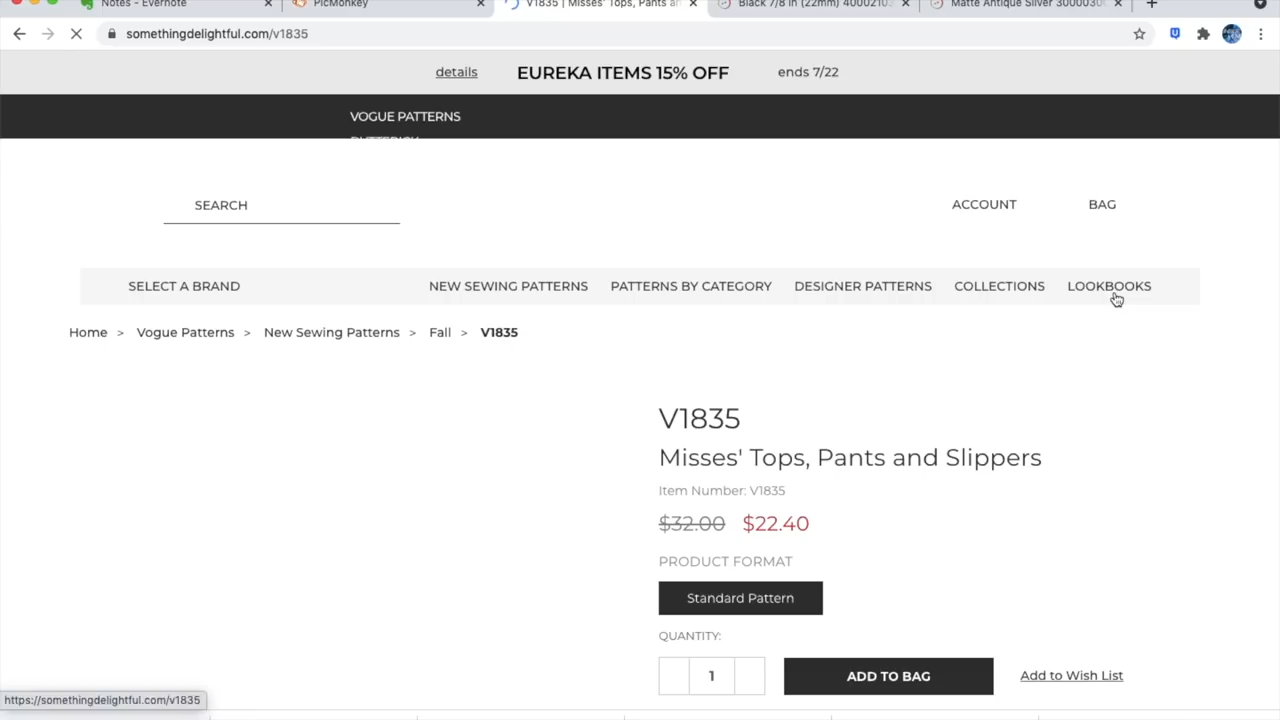 Notes - Evernote
PicMonkey
V1835 | Misses' Tops, Pants an
Black 7/8 in (22mm) 40002103
Matte Antique Silver 3000030
somethingdelightful.com/v1835
details
EUREKA ITEMS 15% OFF
ends 7/22
VOGUE PATTERNS
SEARCH
ACCOUNT
BAG
SELECT A BRAND
NEW SEWING PATTERNS
PATTERNS BY CATEGORY
DESIGNER PATTERNS
COLLECTIONS
LOOKBOOKS
Home > Vogue Patterns > New Sewing Patterns > Fall > V1835
V1835
Misses' Tops, Pants and Slippers
Item Number: V1835
$32.00 $22.40
PRODUCT FORMAT
Standard Pattern
QUANTITY:
1
ADD TO BAG
Add to Wish List
https://somethingdelightful.com/v1835